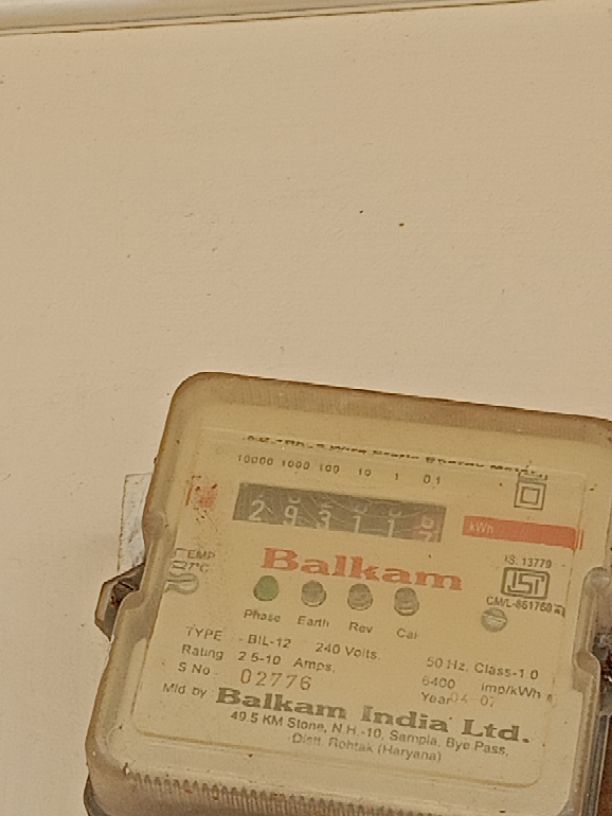 10000 1000 100 10 1 0.1
2 9 3 1 1
kWh
Balkam
IS: 13779
TEMP
27°C
Phase Earth Rev Cal
TYPE - BIL-12 240 Volts. 50 Hz. Class-1 0
Rating 2 5-10 Amps. 6400 imp/kWh
S No 02776 Year 04-07
Mfd. by Balkam India Ltd.
49.5 KM Stone, N.H.-10, Sampla, Bye Pass,
Distt. Rohtak (Haryana)